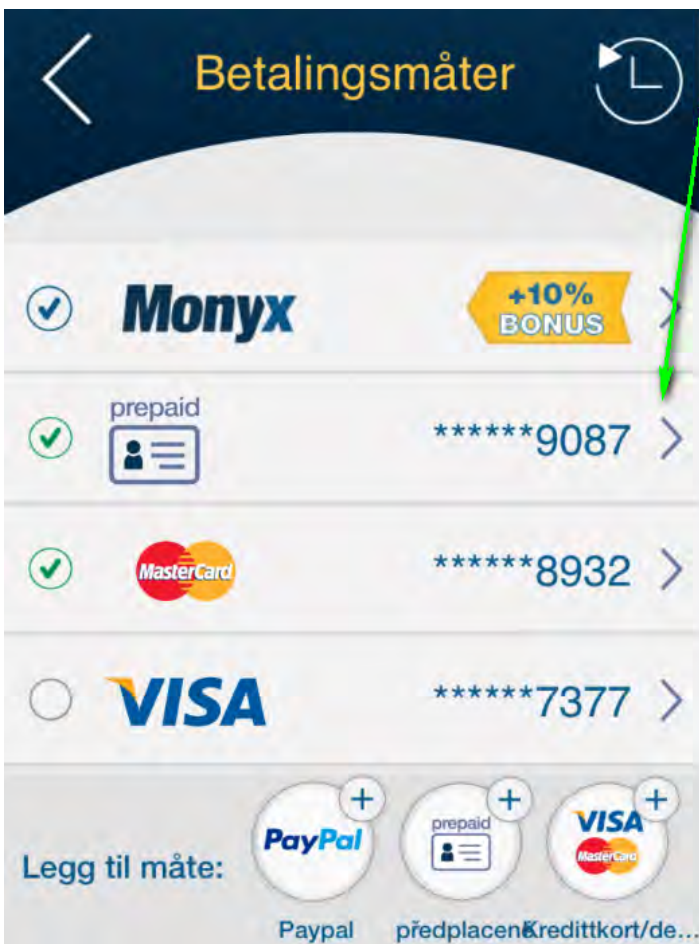 Betalingsmåter
Monyx
+10%
BONUS
prepaid
******9087
MasterCard
******8932
VISA
******7377
Legg til måte:
PayPal
prepaid
VISA
MasterCard
Paypal
předplacené
Kredittkort/de...